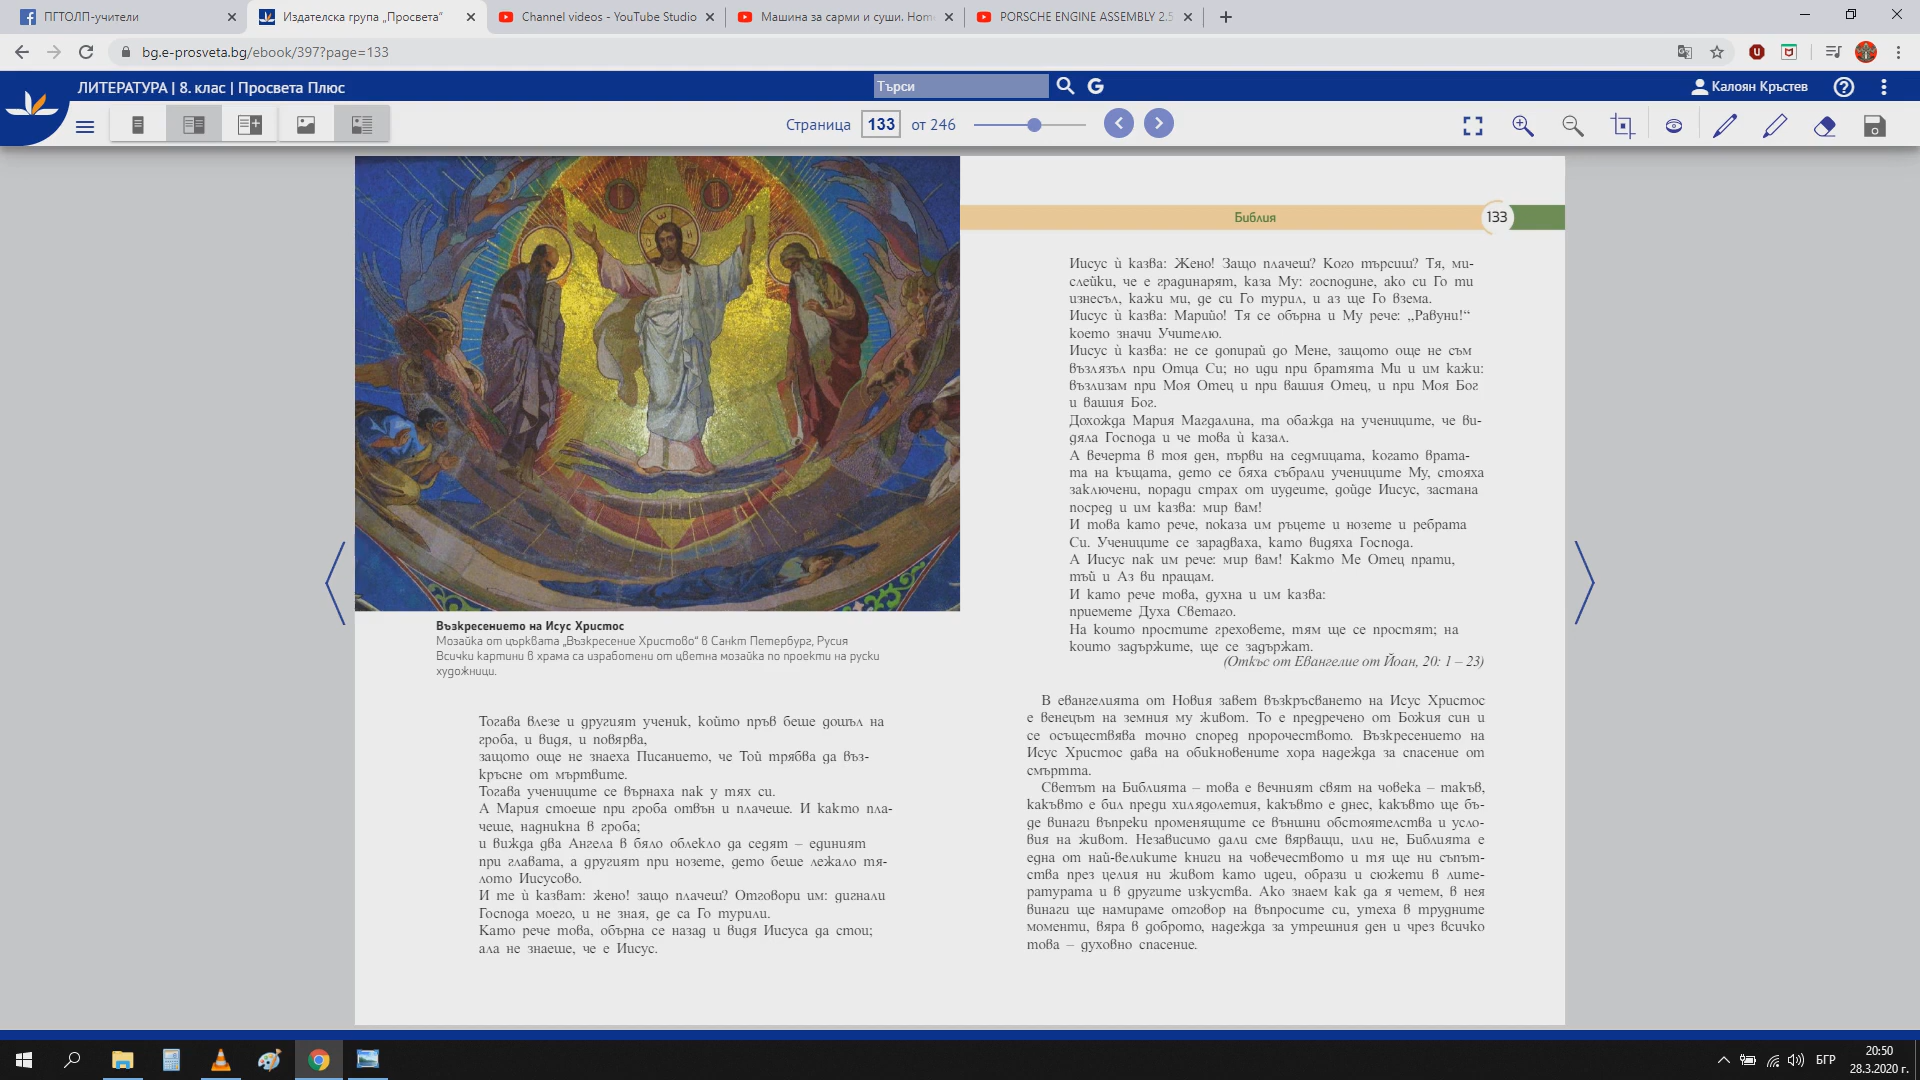 ПГТОЛП-учители
Издателска група „Просвета“
Channel videos - YouTube Studio
Машина за сарми и суши. Hom
PORSCHE ENGINE ASSEMBLY 2.5
bg.e-prosveta.bg/ebook/397?page=133
ЛИТЕРАТУРА | 8. клас | Просвета Плюс
Търси
Калоян Кръстев
Страница 133 от 246
Възкресението на Исус Христос
Мозайка от църквата „Възкресение Христово“ в Санкт Петербург, Русия
Всички картини в храма са изработени от цветна мозайка по проекти на руски
художници.
Тогава влезе и другият ученик, който пръв беше дошъл на
гроба, и видя, и повярва,
защото още не знаеха Писанието, че Той трябва да въз-
кръсне от мъртвите.
Тогава учениците се върнаха пак у тях си.
А Мария стоеше при гроба отвън и плачеше. И както пла-
чеше, надникна в гроба;
и вижда два Ангела в бяло облекло да седят – единият
при главата, а другият при нозете, дето беше лежало тя-
лото Иисусово.
И те ѝ казват: жено! защо плачеш? Отговори им: дигнали
Господа моего, и не зная, де са Го турили.
Като рече това, обърна се назад и видя Иисуса да стои;
ала не знаеше, че е Иисус.
Библия
133
Иисус ѝ казва: Жено! Защо плачеш? Кого търсиш? Тя, ми-
слейки, че е градинарят, каза Му: господине, ако си Го ти
изнесъл, кажи ми, де си Го турил, и аз ще Го взема.
Иисус ѝ казва: Марийо! Тя се обърна и Му рече: „Равуни!“
което значи Учителю.
Иисус ѝ казва: не се допирай до Мене, защото още не съм
възлязъл при Отца Си; но иди при братята Ми и им кажи:
възлизам при Моя Отец и при вашия Отец, и при Моя Бог
и вашия Бог.
Дохожда Мария Магдалина, та обажда на учениците, че ви-
дяла Господа и че това ѝ казал.
А вечерта в тоя ден, първи на седмицата, когато врата-
та на къщата, дето се бяха събрали учениците Му, стояха
заключени, поради страх от иудеите, дойде Иисус, застана
посред и им казва: мир вам!
И това като рече, показа им ръцете и нозете и ребрата
Си. Учениците се зарадваха, като видяха Господа.
А Иисус пак им рече: мир вам! Както Ме Отец прати,
тъй и Аз ви пращам.
И като рече това, духна и им казва:
приемете Духа Светаго.
На които простите греховете, тям ще се простят; на
които задържите, ще се задържат.
(Откъс от Евангелие от Йоан, 20: 1 – 23)
В евангелията от Новия завет възкръсването на Исус Христос
е венецът на земния му живот. То е предречено от Божия син и
се осъществява точно според пророчеството. Възкресението на
Исус Христос дава на обикновените хора надежда за спасение от
смъртта.
Светът на Библията – това е вечният свят на човека – такъв,
какъвто е бил преди хилядолетия, какъвто е днес, какъвто ще бъ-
де винаги въпреки променящите се външни обстоятелства и усло-
вия на живот. Независимо дали сме вярващи, или не, Библията е
една от най-великите книги на човечеството и тя ще ни съпът-
ства през целия ни живот като идеи, образи и сюжети в лите-
ратурата и в другите изкуства. Ако знаем как да я четем, в нея
винаги ще намираме отговор на въпросите си, утеха в трудните
моменти, вяра в доброто, надежда за утрешния ден и чрез всичко
това – духовно спасение.
БГР
20:50
28.3.2020 г.